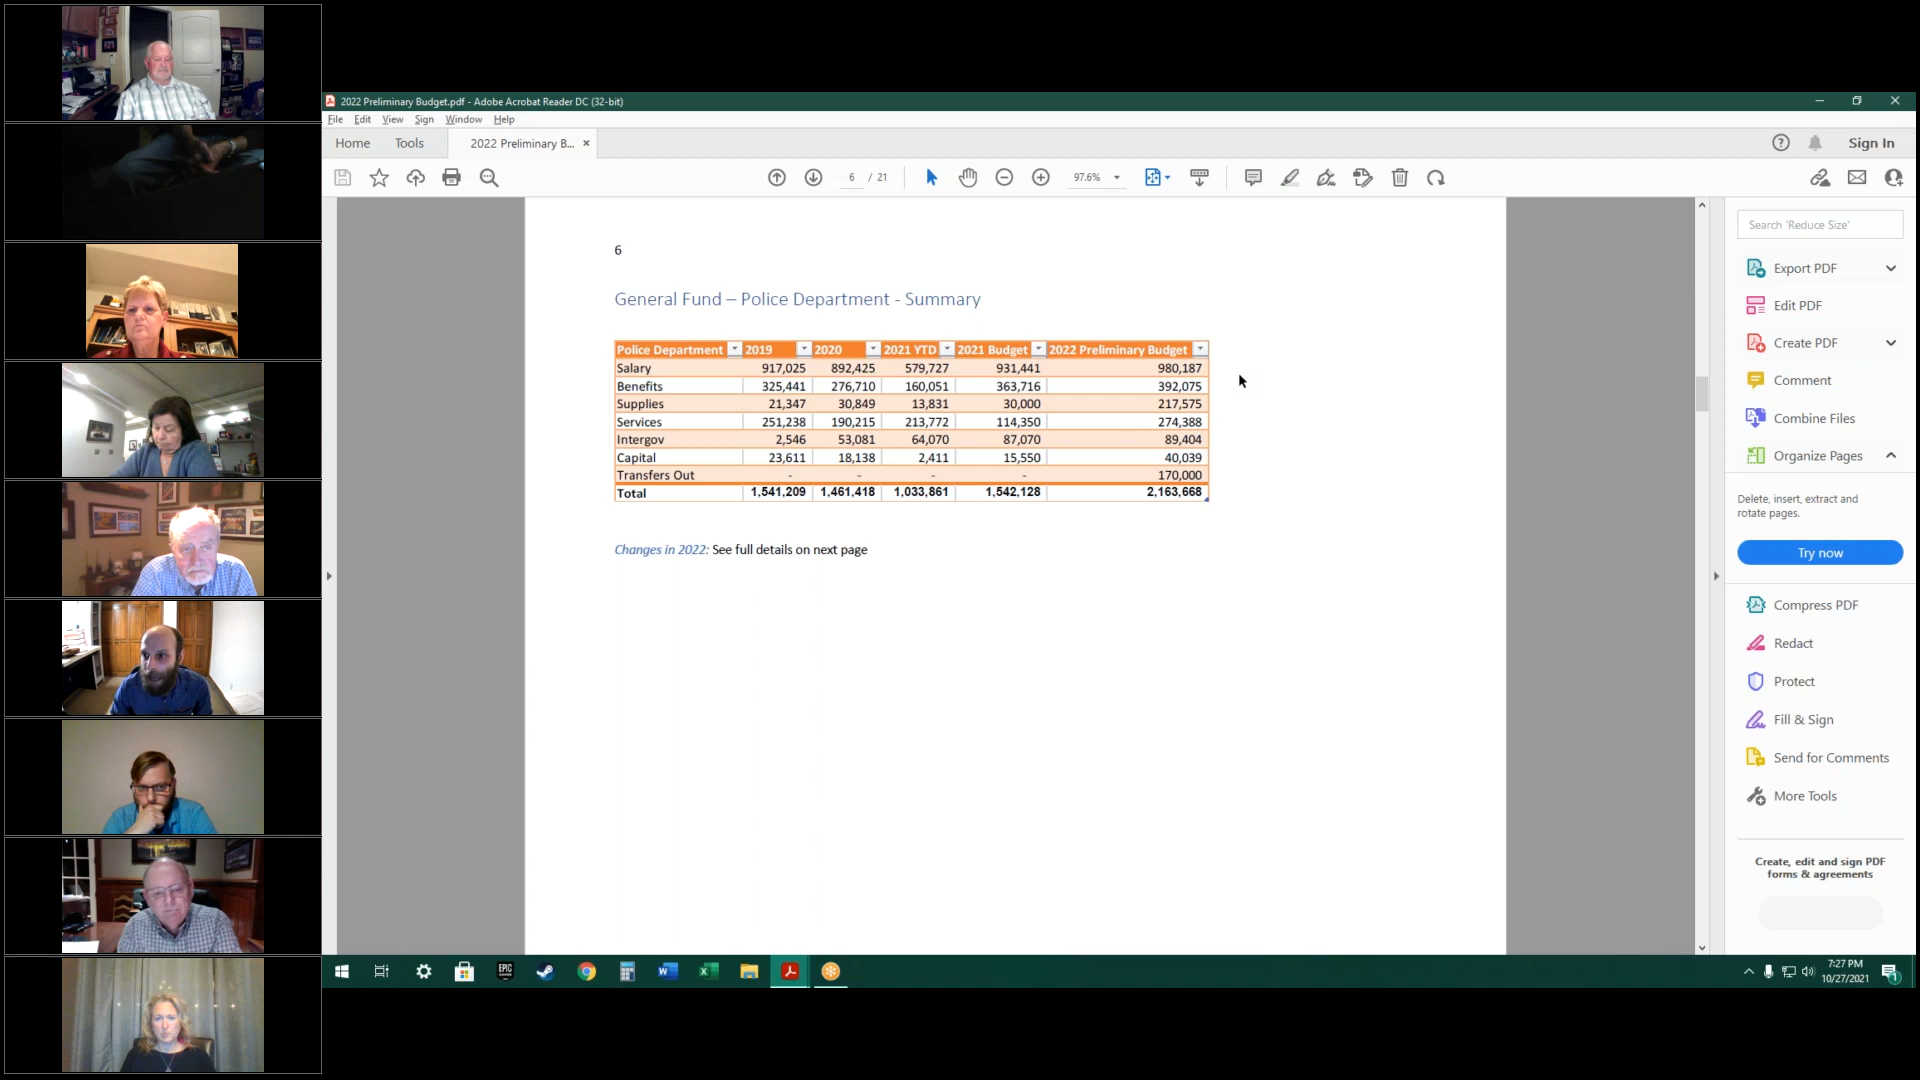 2022 Preliminary Budget.pdf - Adobe Acrobat Reader DC (32-bit)
File Edit View Sign Window Help
Home Tools 2022 Preliminary B... × Sign In
6 / 21 97.6%
6
General Fund – Police Department - Summary
Police Department 2019 2020 2021 YTD 2021 Budget 2022 Preliminary Budget
Salary 917,025 892,425 579,727 931,441 980,187
Benefits 325,441 276,710 160,051 363,716 392,075
Supplies 21,347 30,849 13,831 30,000 217,575
Services 251,238 190,215 213,772 114,350 274,388
Intergov 2,546 53,081 64,070 87,070 89,404
Capital 23,611 18,138 2,411 15,550 40,039
Transfers Out - - - - 170,000
Total 1,541,209 1,461,418 1,033,861 1,542,128 2,163,668
Changes in 2022: See full details on next page
Search 'Reduce Size'
Export PDF
Edit PDF
Create PDF
Comment
Combine Files
Organize Pages
Delete, insert, extract and
rotate pages.
Try now
Compress PDF
Redact
Protect
Fill & Sign
Send for Comments
More Tools
Create, edit and sign PDF
forms & agreements
EPIC
7:27 PM
10/27/2021
1